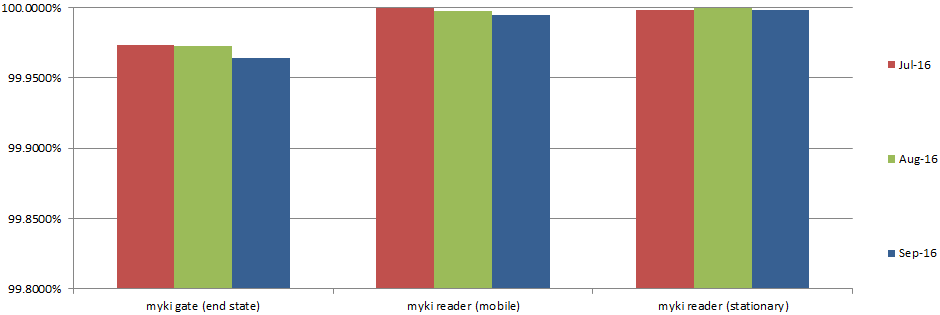 100.0000%
99.9500%
99.9000%
99.8500%
99.8000%
myki gate (end state)
myki reader (mobile)
myki reader (stationary)
Jul-16
Aug-16
Sep-16